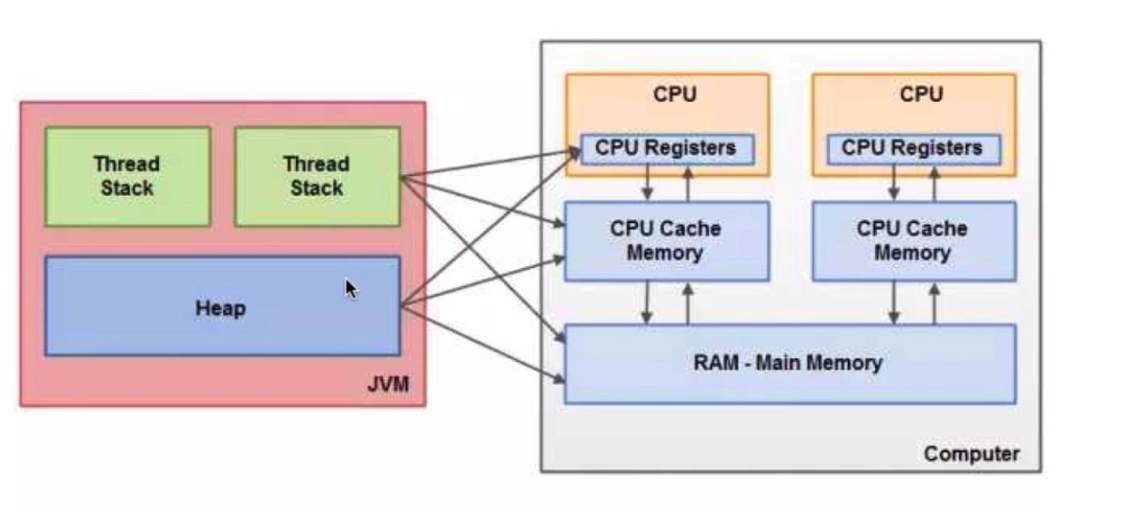 Thread
Stack
Thread
Stack
Heap
JVM
CPU
CPU Registers
CPU Cache
Memory
CPU
CPU Registers
CPU Cache
Memory
RAM - Main Memory
Computer